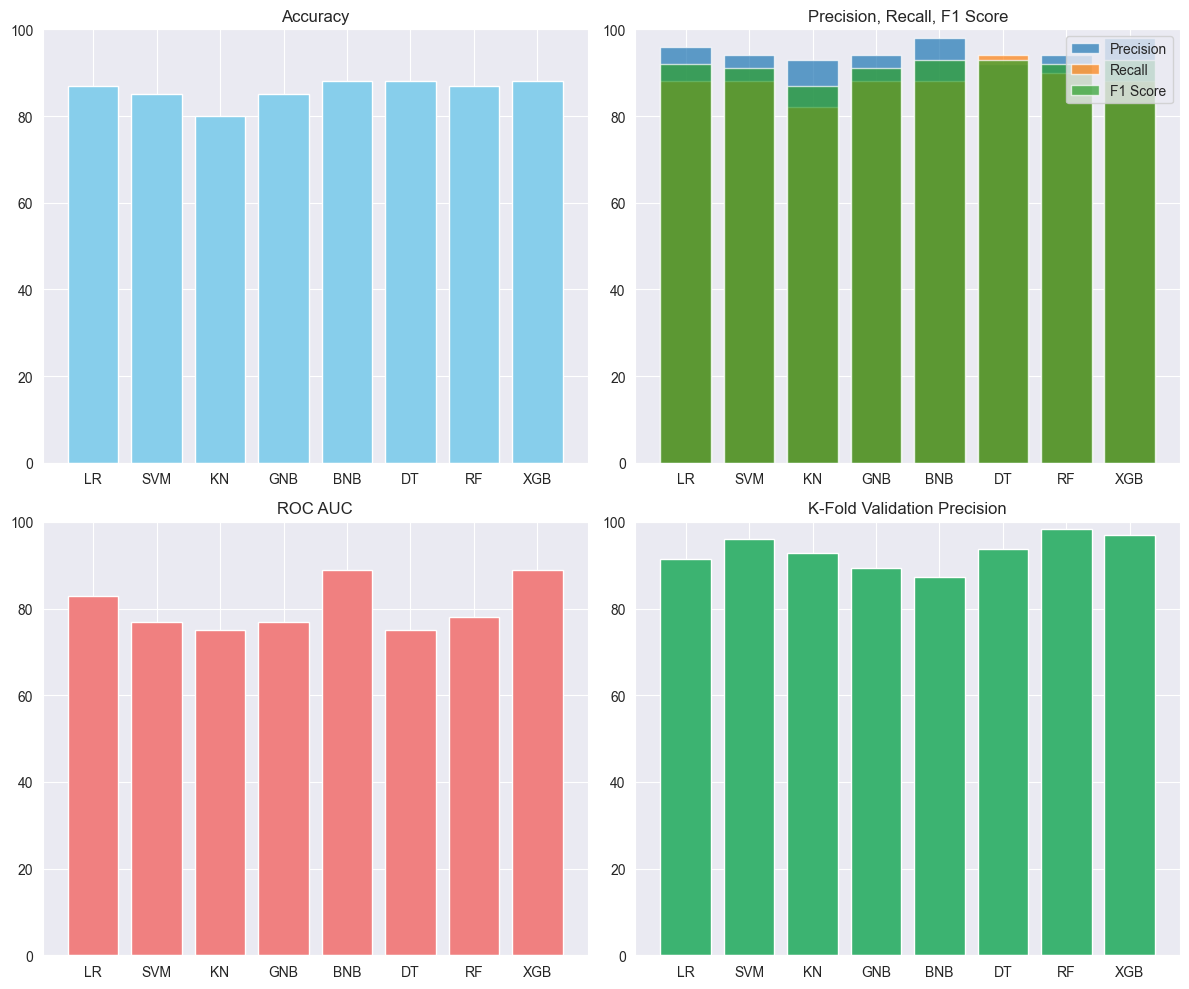 Accuracy
100
80
60
40
20
0
LR SVM KN GNB BNB DT RF XGB
Precision, Recall, F1 Score
Precision
Recall
F1 Score
100
80
60
40
20
0
LR SVM KN GNB BNB DT RF XGB
ROC AUC
100
80
60
40
20
0
LR SVM KN GNB BNB DT RF XGB
K-Fold Validation Precision
100
80
60
40
20
0
LR SVM KN GNB BNB DT RF XGB